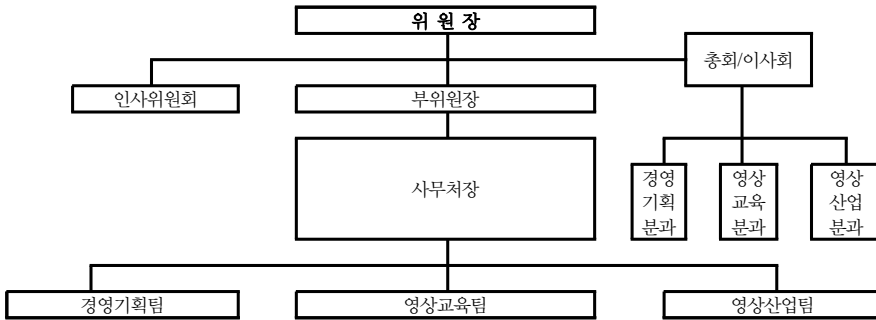 위 원 장
총회/이사회
인사위원회
부위원장
사무처장
경영
기획
분과
영상
교육
분과
영상
산업
분과
경영기획팀
영상교육팀
영상산업팀